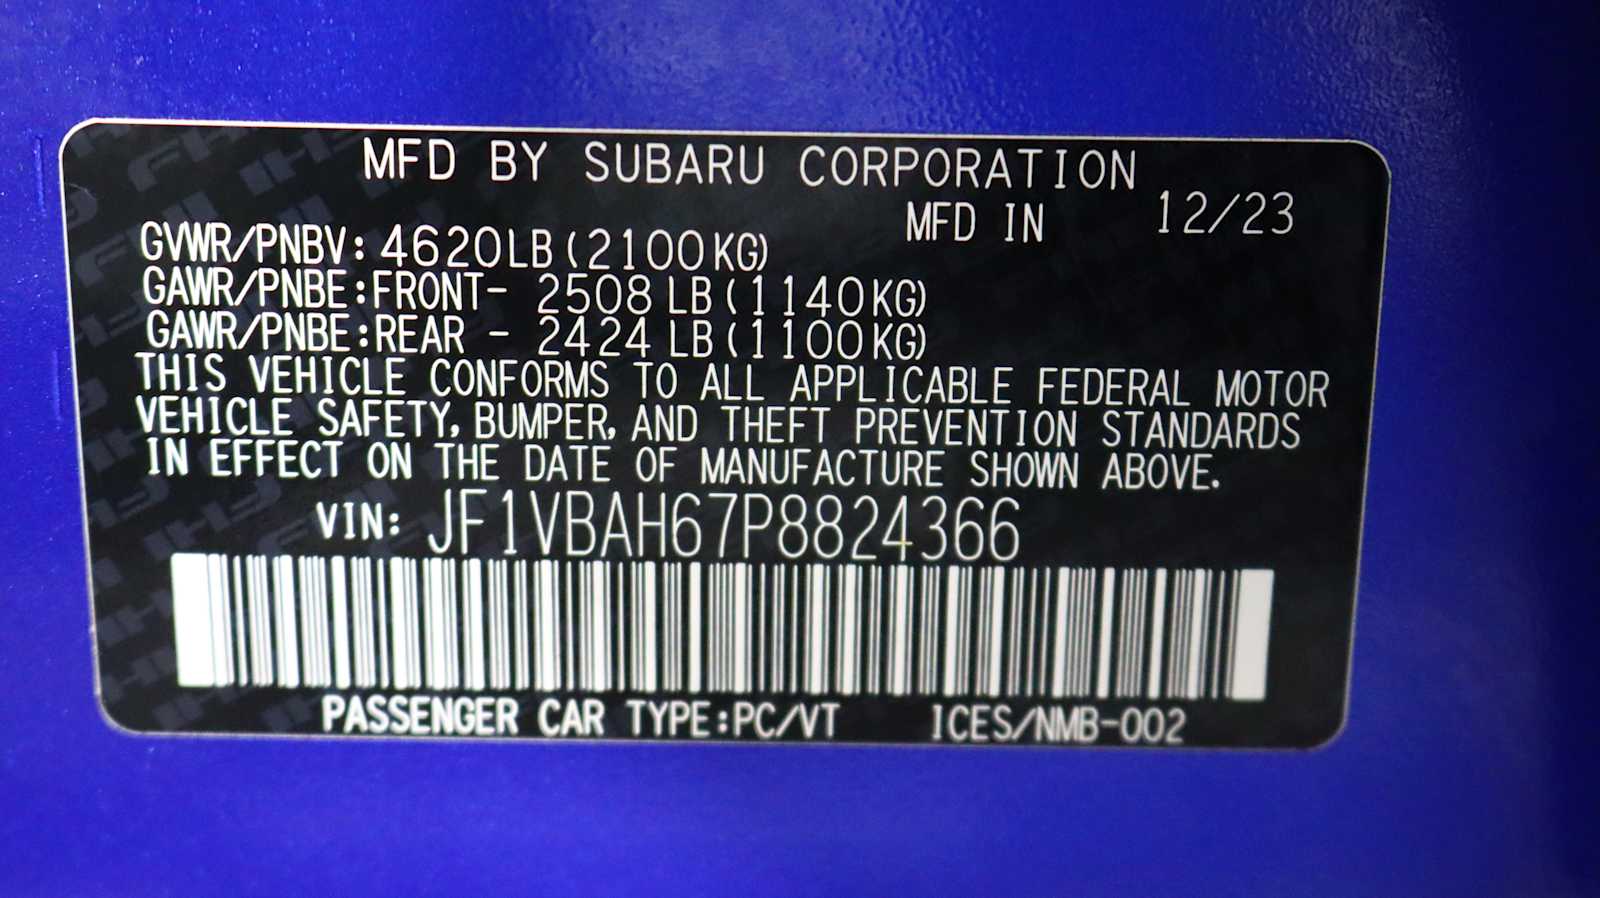 MFD BY SUBARU CORPORATION
MFD IN 12/23
GVWR/PNBV: 4620LB (2100KG)
GAWR/PNBE:FRONT- 2508 LB (1140KG)
GAWR/PNBE:REAR - 2424 LB (1100KG)
THIS VEHICLE CONFORMS TO ALL APPLICABLE FEDERAL MOTOR
VEHICLE SAFETY, BUMPER, AND THEFT PREVENTION STANDARDS
IN EFFECT ON THE DATE OF MANUFACTURE SHOWN ABOVE.
VIN: JF1VBAH67P8824366
PASSENGER CAR TYPE:PC/VT ICES/NMB-002